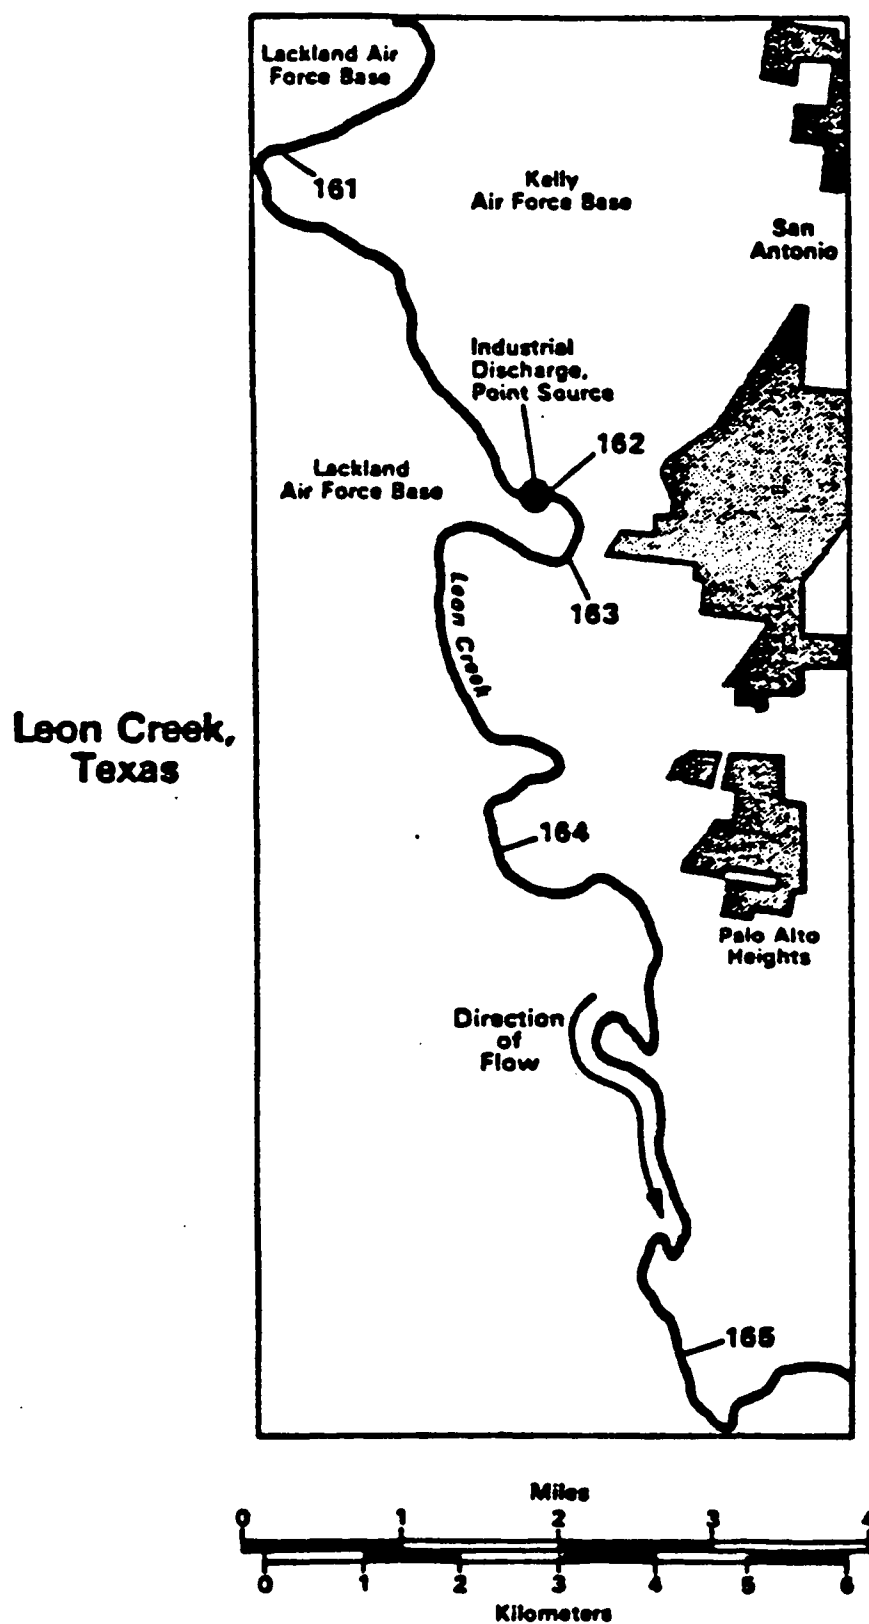 Lackland Air
Force Base
161
Kelly
Air Force Base
San
Antonio
Industrial
Discharge,
Point Source
162
Lackland
Air Force Base
163
Leon Creek
Leon Creek,
Texas
164
Palo Alto
Heights
Direction
of
Flow
165
Miles
0 1 2 3 4
0 1 2 3 4 5 6
Kilometers